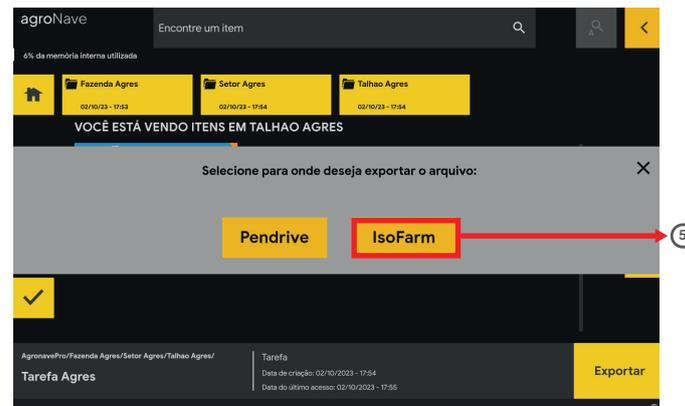 agroNave
Encontre um item
A
6% da memória interna utilizada
Fazenda Agres
02/10/23 - 17:53
Setor Agres
02/10/23 - 17:54
Talhao Agres
02/10/23 - 17:54
VOCÊ ESTÁ VENDO ITENS EM TALHAO AGRES
Selecione para onde deseja exportar o arquivo:
Pendrive
IsoFarm
5
AgronavePro/Fazenda Agres/Setor Agres/Talhao Agres/
Tarefa Agres
Tarefa
Data de criação: 02/10/2023 - 17:54
Data do último acesso: 02/10/2023 - 17:55
Exportar